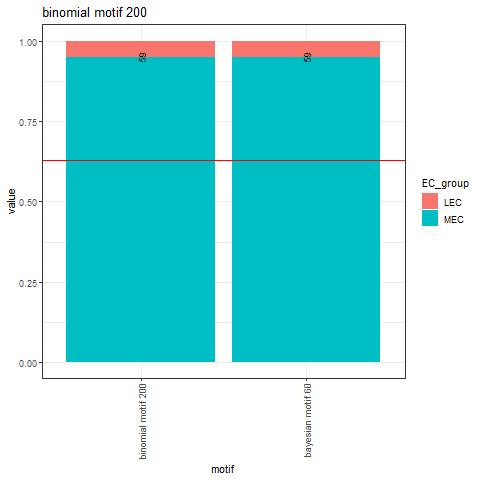 binomial motif 200
value
1.00
0.75
0.50
0.25
0.00
59
59
binomial motif 200
bayesian motif 60
motif
EC_group
LEC
MEC